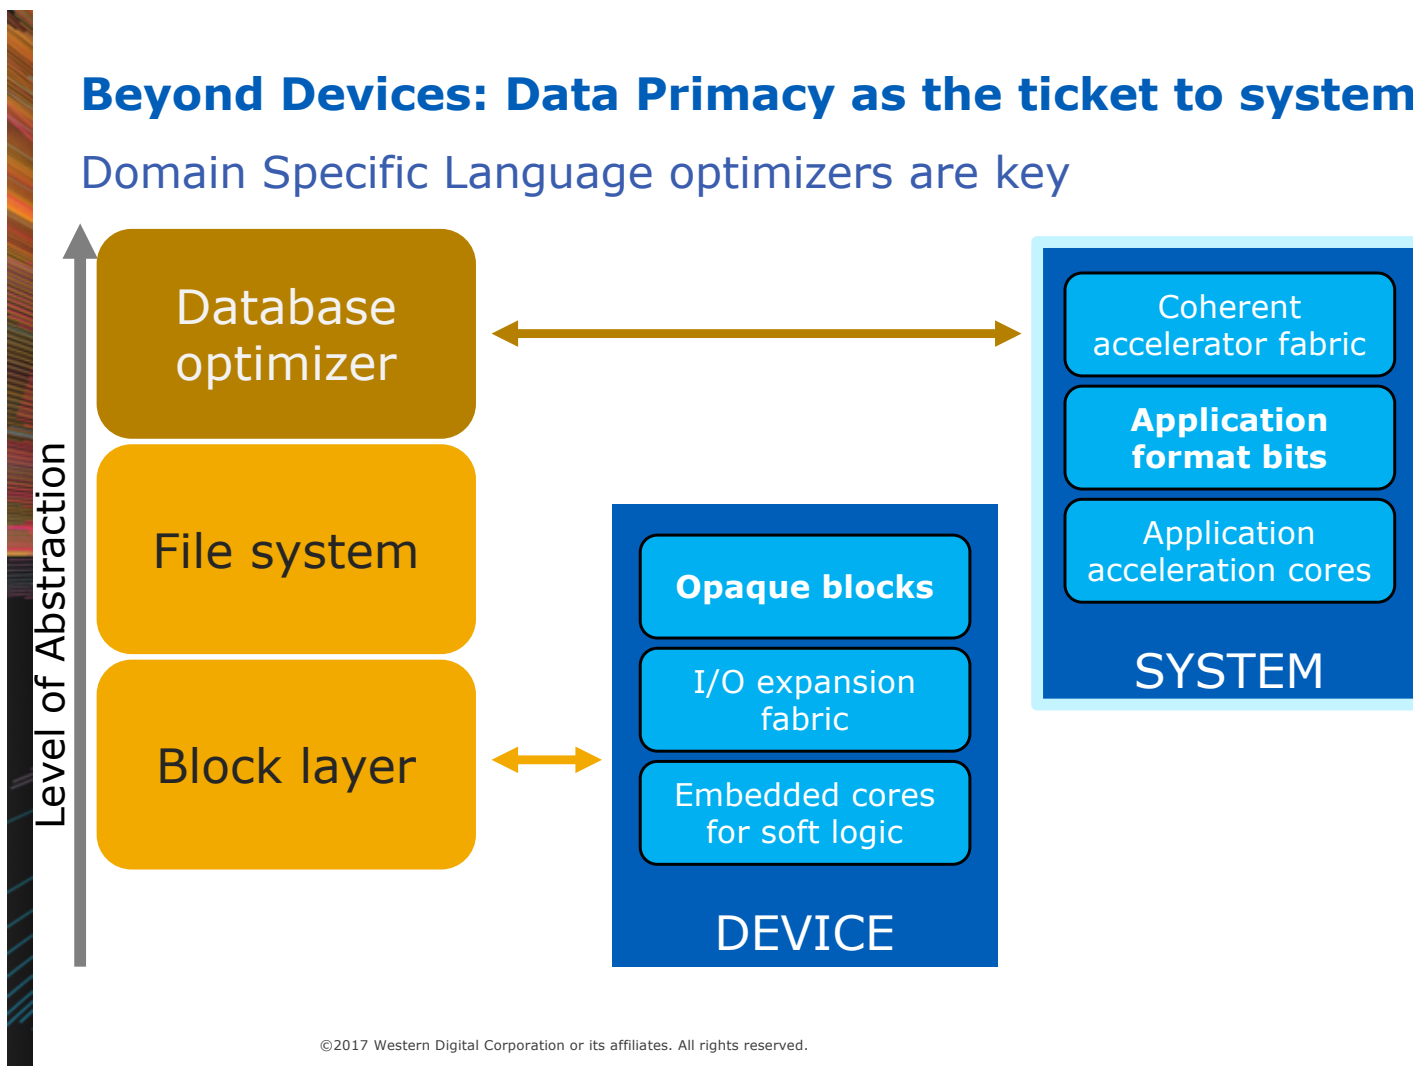 Beyond Devices: Data Primacy as the ticket to system
Domain Specific Language optimizers are key
Level of Abstraction
Database
optimizer
File system
Block layer
Opaque blocks
I/O expansion
fabric
Embedded cores
for soft logic
DEVICE
Coherent
accelerator fabric
Application
format bits
Application
acceleration cores
SYSTEM
©2017 Western Digital Corporation or its affiliates. All rights reserved.